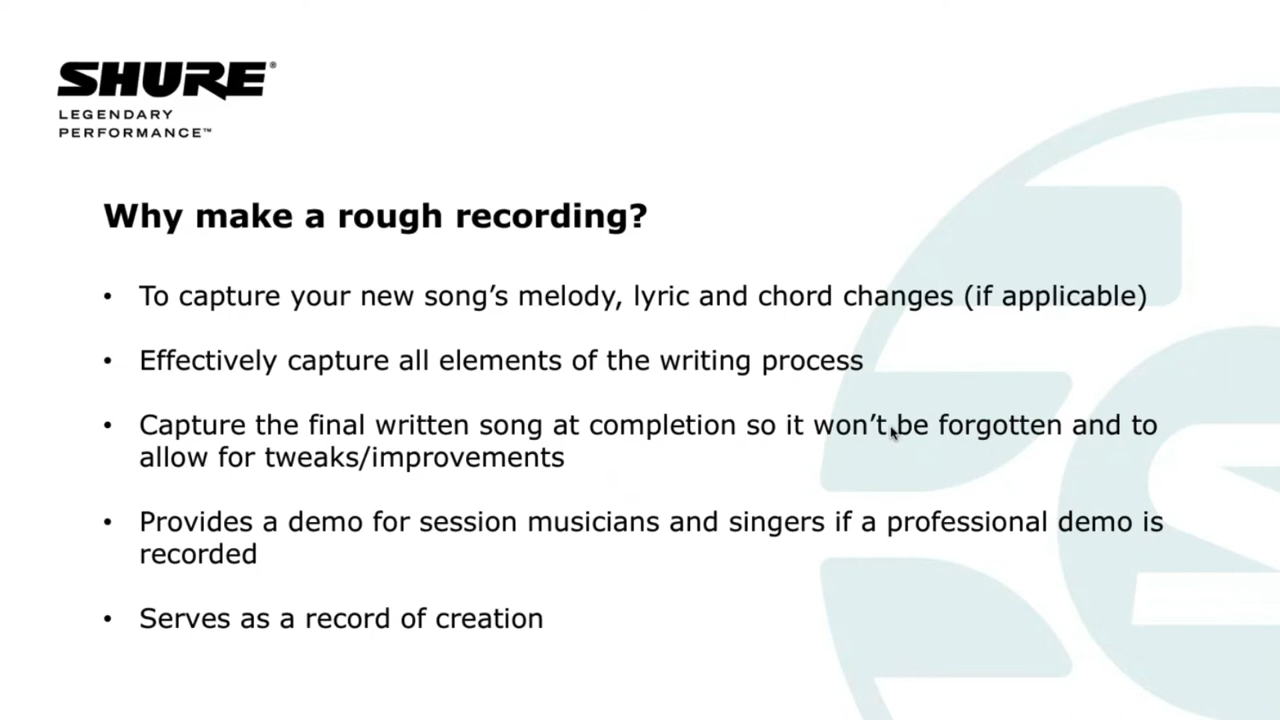 SHURE®
LEGENDARY
PERFORMANCE™
Why make a rough recording?
• To capture your new song’s melody, lyric and chord changes (if applicable)
• Effectively capture all elements of the writing process
• Capture the final written song at completion so it won’t be forgotten and to
allow for tweaks/improvements
• Provides a demo for session musicians and singers if a professional demo is
recorded
• Serves as a record of creation